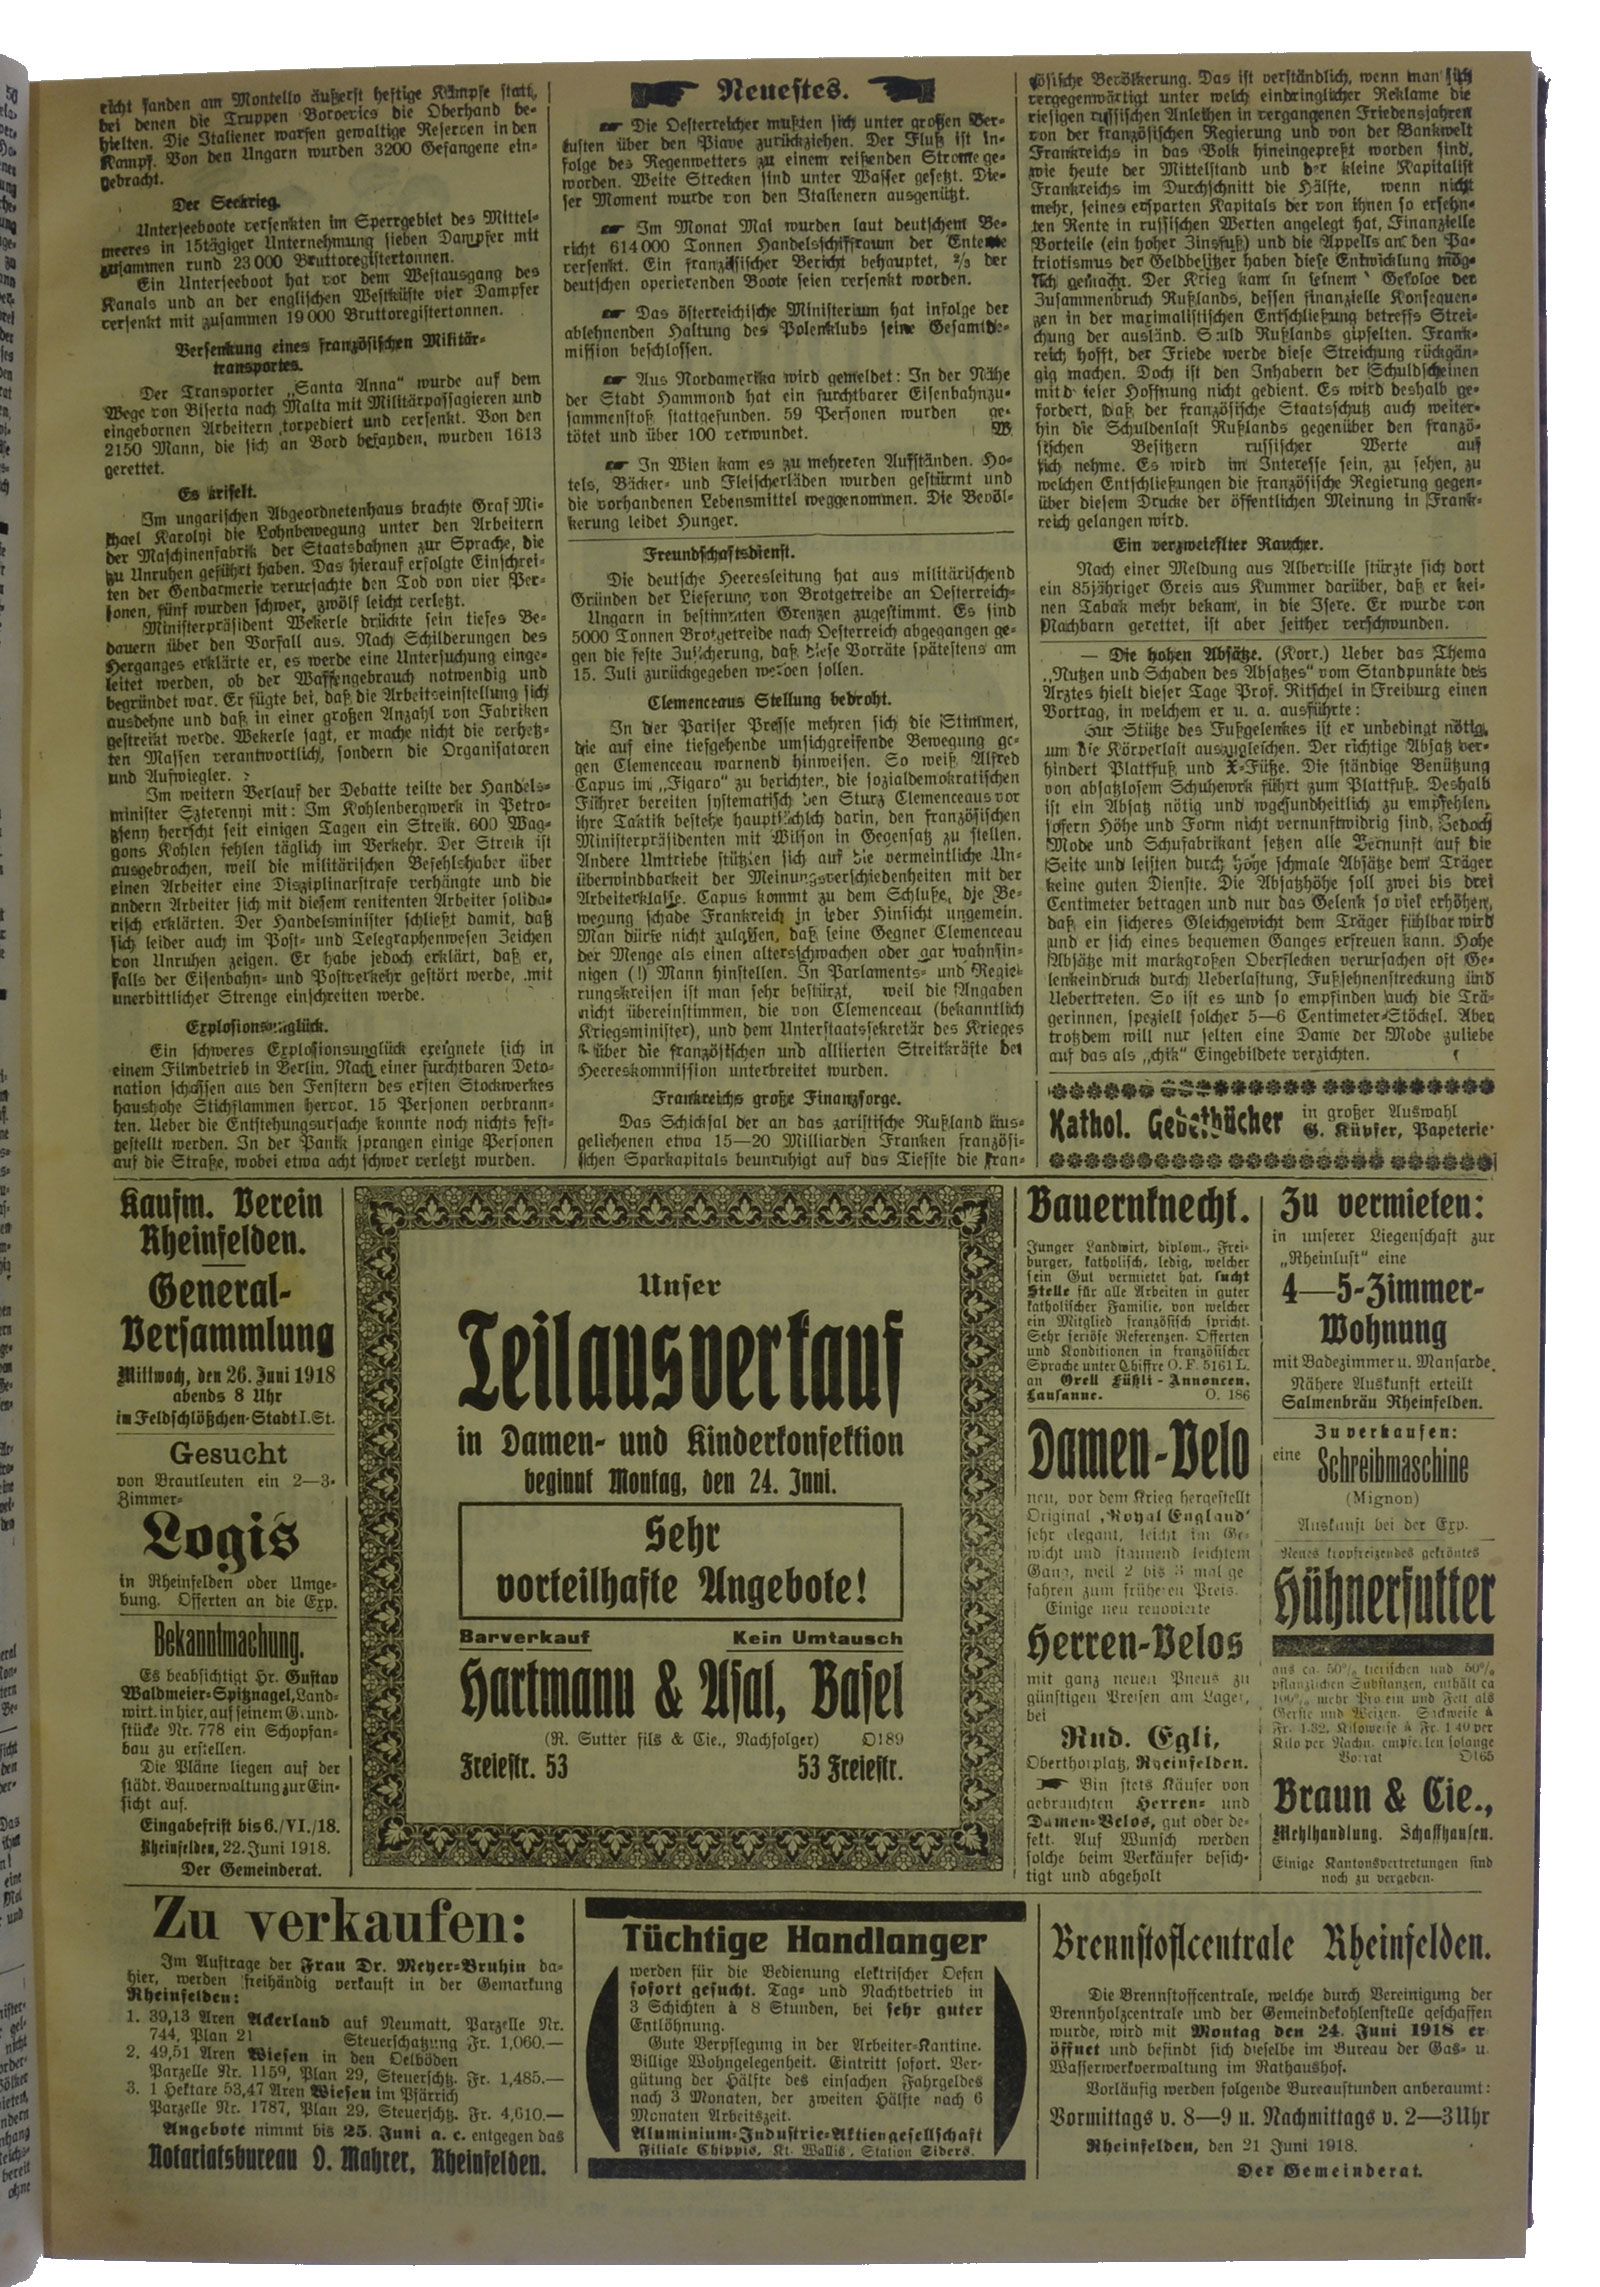 richt fanden am Montello äußerst heftige Kämpfe statt,
bei denen die Truppen Boroevics die Oberhand be-
hielten. Die Italiener warfen gewaltige Reserven in den
Kampf. Von den Ungarn wurden 3200 Gefangene ein-
gebracht.
Der Seekrieg.
Unterseeboote versenkten im Sperrgebiet des Mittel-
meeres in 15tägiger Unternehmung sieben Dampfer mit
zusammen rund 23 000 Bruttoregistertonnen.
Ein Unterseeboot hat vor dem Westausgang des
Kanals und an der englischen Westküste vier Dampfer
versenkt mit zusammen 19 000 Bruttoregistertonnen.
Versenkung eines französischen Militär-
transportes.
Der Transporter „Santa Anna“ wurde auf dem
Wege von Biserta nach Malta mit Militärpassagieren und
eingebornen Arbeitern torpediert und versenkt. Von den
2150 Mann, die sich an Bord befanden, wurden 1613
gerettet.
Es kriselt.
Im ungarischen Abgeordnetenhaus brachte Graf Mi-
chael Karolyi die Lohnbewegung unter den Arbeitern
der Maschinenfabrik der Staatsbahnen zur Sprache, die
zu Unruhen geführt haben. Das hierauf erfolgte Einschrei-
ten der Gendarmerie verursachte den Tod von vier Per-
sonen, fünf wurden schwer, zwölf leicht verletzt.
Ministerpräsident Wekerle drückte sein tiefes Be-
dauern über den Vorfall aus. Nach Schilderungen des
Herganges erklärte er, es werde eine Untersuchung einge-
leitet werden, ob der Waffengebrauch notwendig und
begründet war. Er fügte bei, daß die Arbeitseinstellung sich
ausdehne und daß in einer großen Anzahl von Fabriken
gestreikt werde. Wekerle sagt, er mache nicht die verhetz-
ten Massen verantwortlich, sondern die Organisatoren
und Aufwiegler.
Im weitern Verlauf der Debatte teilte der Handels-
minister Szterenyi mit: Im Kohlenbergwerk in Petro-
zseny herrscht seit einigen Tagen ein Streik. 600 Wag-
gons Kohlen fehlen täglich im Verkehr. Der Streik ist
ausgebrochen, weil die militärischen Befehlshaber über
einen Arbeiter eine Disziplinarstrafe verhängte und die
andern Arbeiter sich mit diesem renitenten Arbeiter solida-
risch erklärten. Der Handelsminister schließt damit, daß
sich leider auch im Post- und Telegraphenwesen Zeichen
von Unruhen zeigen. Er habe jedoch erklärt, daß er,
falls der Eisenbahn- und Postverkehr gestört werde, mit
unerbittlicher Strenge einschreiten werde.
Explosionsunglück.
Ein schweres Explosionsunglück ereignete sich in
einem Filmbetrieb in Berlin. Nach einer furchtbaren Deto-
nation schossen aus den Fenstern des ersten Stockwerkes
haushohe Stichflammen hervor. 15 Personen verbrann-
ten. Ueber die Entstehungsursache konnte noch nichts fest-
gestellt werden. In der Panik sprangen einige Personen
auf die Straße, wobei etwa acht schwer verletzt wurden.
Neuestes.
Die Oesterreicher mußten sich unter großen Ver-
lusten über den Piave zurückziehen. Der Fluß ist in-
folge des Regenwetters zu einem reißenden Strome ge-
worden. Weite Strecken sind unter Wasser gesetzt. Die-
ser Moment wurde von den Italienern ausgenützt.
Im Monat Mai wurden laut deutschem Be-
richt 614 000 Tonnen Handelsschiffsraum der Entente
versenkt. Ein französischer Bericht behauptet, 2/3 der
deutschen operierenden Boote seien versenkt worden.
Das österreichische Ministerium hat infolge der
ablehnenden Haltung des Polenklubs seine Gesamtde-
mission beschlossen.
Aus Nordamerika wird gemeldet: In der Nähe
der Stadt Hammond hat ein furchtbarer Eisenbahnzu-
sammenstoß stattgefunden. 59 Personen wurden ge-
tötet und über 100 verwundet. W.
In Wien kam es zu mehreren Aufständen. Ho-
tels, Bäcker- und Fleischerläden wurden gestürmt und
die vorhandenen Lebensmittel weggenommen. Die Bevöl-
kerung leidet Hunger.
Freundschaftsdienst.
Die deutsche Heeresleitung hat aus militärischend
Gründen der Lieferung von Brotgetreide an Oesterreich-
Ungarn in bestimmten Grenzen zugestimmt. Es sind
5000 Tonnen Brotgetreide nach Oesterreich abgegangen ge-
gen die feste Zusicherung, daß diese Vorräte spätestens am
15. Juli zurückgegeben werden sollen.
Clemenceaus Stellung bedroht.
In der Pariser Presse mehren sich die Stimmen,
die auf eine tiefgehende umsichgreifende Bewegung ge-
gen Clemenceau warnend hinweisen. So weiß Alfred
Capus im „Figaro“ zu berichten, die sozialdemokratischen
Führer bereiten systematisch den Sturz Clemenceaus vor
ihre Taktik bestehe hauptsächlich darin, den französischen
Ministerpräsidenten mit Wilson in Gegensatz zu stellen.
Andere Umtriebe stützten sich auf die vermeintliche Un-
überwindbarkeit der Meinungsverschiedenheiten mit der
Arbeiterklasse. Capus kommt zu dem Schluße, die Be-
wegung schade Frankreich in jeder Hinsicht ungemein.
Man dürfe nicht zulassen, daß seine Gegner Clemenceau
der Menge als einen altersschwachen oder gar wahnsin-
nigen (!) Mann hinstellen. In Parlaments- und Regie-
rungskreisen ist man sehr bestürzt, weil die Angaben
nicht übereinstimmen, die von Clemenceau (bekanntlich
Kriegsminister), und dem Unterstaatssekretär des Krieges
über die französischen und alliierten Streitkräfte der
Heereskommission unterbreitet wurden.
Frankreichs große Finanzsorge.
Das Schicksal der an das zaristische Rußland aus-
geliehenen etwa 15—20 Milliarden Franken französi-
schen Sparkapitals beunruhigt auf das Tiefste die fran-
zösische Bevölkerung. Das ist verständlich, wenn man sich
vergegenwärtigt unter welch eindringlicher Reklame die
riesigen russischen Anleihen in vergangenen Friedensjahren
von der französischen Regierung und von der Bankwelt
Frankreichs in das Volk hineingepreßt worden sind,
wie heute der Mittelstand und der kleine Kapitalist
Frankreichs im Durchschnitt die Hälfte, wenn nicht
mehr, seines ersparten Kapitals der von ihnen so ersehn-
ten Rente in russischen Werten angelegt hat, Finanzielle
Vorteile (ein hoher Zinsfuß) und die Appells an den Pa-
triotismus der Geldbesitzer haben diese Entwicklung mög-
lich gemacht. Der Krieg kam in seinem Gefolge der
Zusammenbruch Rußlands, dessen finanzielle Konsequen-
zen in der maximalistischen Entschließung betreffs Strei-
chung der ausländ. Schuld Rußlands gipfelten. Frank-
reich hofft, der Friede werde diese Streichung rückgän-
gig machen. Doch ist den Inhabern der Schuldscheinen
mit dieser Hoffnung nicht gedient. Es wird deshalb ge-
fordert, daß der französische Staatsschutz auch weiter-
hin die Schuldenlast Rußlands gegenüber den franzö-
sischen Besitzern russischer Werte auf
sich nehme. Es wird im Interesse sein, zu sehen, zu
welchen Entschließungen die französische Regierung gegen-
über diesem Drucke der öffentlichen Meinung in Frank-
reich gelangen wird.
Ein verzweifelter Raucher.
Nach einer Meldung aus Albertville stürzte sich dort
ein 85jähriger Greis aus Kummer darüber, daß er kei-
nen Tabak mehr bekam, in die Isere. Er wurde von
Nachbarn gerettet, ist aber seither verschwunden.
— Die hohen Absätze. (Korr.) Ueber das Thema
„Nutzen und Schaden des Absatzes“ vom Standpunkte des
Arztes hielt dieser Tage Prof. Ritschel in Freiburg einen
Vortrag, in welchem er u. a. ausführte:
Zur Stütze des Fußgelenkes ist er unbedingt nötig,
um die Körperlast auszugleichen. Der richtige Absatz ver-
hindert Plattfuß und X-Füße. Die ständige Benützung
von absatzlosem Schuhewrk führt zum Plattfuß. Deshalb
ist ein Absatz nötig und wgesundheitlich zu empfehlen,
sofern Höhe und Form nicht vernunftwidrig sind. Jedoch
Mode und Schufabrikant setzen alle Vernunft auf die
Seite und leisten durch hohe schmale Absätze dem Träger
keine guten Dienste. Die Absatzhöhe soll zwei bis drei
Centimeter betragen und nur das Gelenk so viel erhöhen,
daß ein sicheres Gleichgewicht dem Träger fühlbar wird
und er sich eines bequemen Ganges erfreuen kann. Hohe
Absätze mit markgroßen Oberflecken verursachen oft Ge-
lenkeindruck durch Ueberlastung, Fußsehnenstreckung und
Uebertreten. So ist es und so empfinden auch die Trä-
gerinnen, speziell solcher 5—6 Centimeter-Stöckel. Aber
trotzdem will nur selten eine Dame der Mode zuliebe
auf das als „chik“ Eingebildete verzichten.
Kathol. Gebetbücher
in großer Auswahl
G. Küpfer, Papeterie
Kaufm. Verein
Rheinfelden.
General-
Versammlung
Mittwoch, den 26. Juni 1918
abends 8 Uhr
im Feldschlößchen-Stadt I. St.
Gesucht
von Brautleuten ein 2—3-
Zimmer-
Logis
in Rheinfelden oder Umge-
bung. Offerten an die Exp.
Bekanntmachung.
Es beabsichtigt Hr. Gustav
Waldmeier-Spitznagel, Land-
wirt, in hier, auf seinem Grund-
stücke Nr. 778 ein Schopfan-
bau zu erstellen.
Die Pläne liegen auf der
städt. Bauverwaltung zur Ein-
sicht auf.
Eingabefrist bis 6./VI./18.
Rheinfelden, 22. Juni 1918.
Der Gemeinderat.
Unser
Teilausverkauf
in Damen- und Kinderkonfektion
beginnt Montag, den 24. Juni.
Sehr
vorteilhafte Angebote!
Barverkauf Kein Umtausch
Hartmann & Asal, Basel
(R. Sutter fils & Cie., Nachfolger) O189
Freiestr. 53 53 Freiestr.
Bauernknecht.
Junger Landwirt, diplom., Frei-
burger, katholisch, ledig, welcher
sein Gut vermietet hat, sucht
Stelle für alle Arbeiten in guter
katholischer Familie, von welcher
ein Mitglied französisch spricht.
Sehr seriöse Referenzen. Offerten
und Konditionen in französischer
Sprache unter Chiffre O. F. 5161 L.
an Orell Füßli-Annoncen,
Lausanne. O. 186
Damen-Velo
neu, vor dem Krieg hergestellt
Original ‚Royal England‘
sehr elegant, leicht im Ge-
wicht und staunend leichtem
Gang, weil 2 bis 3 mal ge
fahren zum früheren Preis.
Einige neu renovierte
Herren-Velos
mit ganz neuen Pneus zu
günstigen Preisen am Lager,
bei
Rud. Egli,
Oberthorplatz, Rheinfelden.
Bin stets Käufer von
gebrauchten Herren- und
Damen-Velos, gut oder de-
fekt. Auf Wunsch werden
solche beim Verkäufer besich-
tigt und abgeholt
Zu vermieten:
in unserer Liegenschaft zur
„Rheinlust“ eine
4—5-Zimmer-
Wohnung
mit Badezimmer u. Mansarde.
Nähere Auskunft erteilt
Salmenbräu Rheinfelden.
Zu verkaufen:
eine Schreibmaschine
(Mignon)
Auskunft bei der Exp.
Neues kropfreizendes gekröntes
Hühnerfutter
aus ca. 50% tierischen und 50%
pflanzlichen Substanzen, enthält ca
100% mehr Protein und Fett als
Gerste und Weizen. Sackweise à
Fr. 1.32. Kiloweise à Fr. 1.40 per
Kilo per Nachn. empfehlen solange
Vorrat O165
Braun & Cie.,
Mehlhandlung. Schaffhausen.
Einige Kantonsvertretungen sind
noch zu vergeben.
Zu verkaufen:
Im Auftrage der Frau Dr. Meyer-Bruhin da-
hier, werden freihändig verkauft in der Gemarkung
Rheinfelden:
1. 39,13 Aren Ackerland auf Neumatt, Parzelle Nr.
744, Plan 21 Steuerschatzung Fr. 1,060.—
2. 49,51 Aren Wiesen in den Oelböden
Parzelle Nr. 1159, Plan 29, Steuerschtz. Fr. 1,485.—
3. 1 Hektare 53,47 Aren Wiesen im Pfärrich
Parzelle Nr. 1787, Plan 29, Steuerschtz. Fr. 4,610.—
Angebote nimmt bis 25. Juni a. c. entgegen das
Notariatsbureau O. Mahrer, Rheinfelden.
Tüchtige Handlanger
werden für die Bedienung elektrischer Oefen
sofort gesucht. Tag- und Nachtbetrieb in
3 Schichten à 8 Stunden, bei sehr guter
Entlöhnung.
Gute Verpflegung in der Arbeiter-Kantine.
Billige Wohngelegenheit. Eintritt sofort. Ver-
gütung der Hälfte des einfachen Fahrgeldes
nach 3 Monaten, der zweiten Hälfte nach 6
Monaten Arbeitszeit.
Aluminium-Industrie-Aktiengesellschaft
Filiale Chippis, Kt. Wallis, Station Siders.
Brennstoffcentrale Rheinfelden.
Die Brennstoffcentrale, welche durch Vereinigung der
Brennholzcentrale und der Gemeindekohlenstelle geschaffen
wurde, wird mit Montag den 24. Juni 1918 er
öffnet und befindt sich dieselbe im Bureau der Gas- u.
Wasserwerkverwaltung im Rathaushof.
Vorläufig werden folgende Bureaustunden anberaumt:
Vormittags v. 8—9 u. Nachmittags v. 2—3 Uhr
Rheinfelden, den 21 Juni 1918.
Der Gemeinderat.